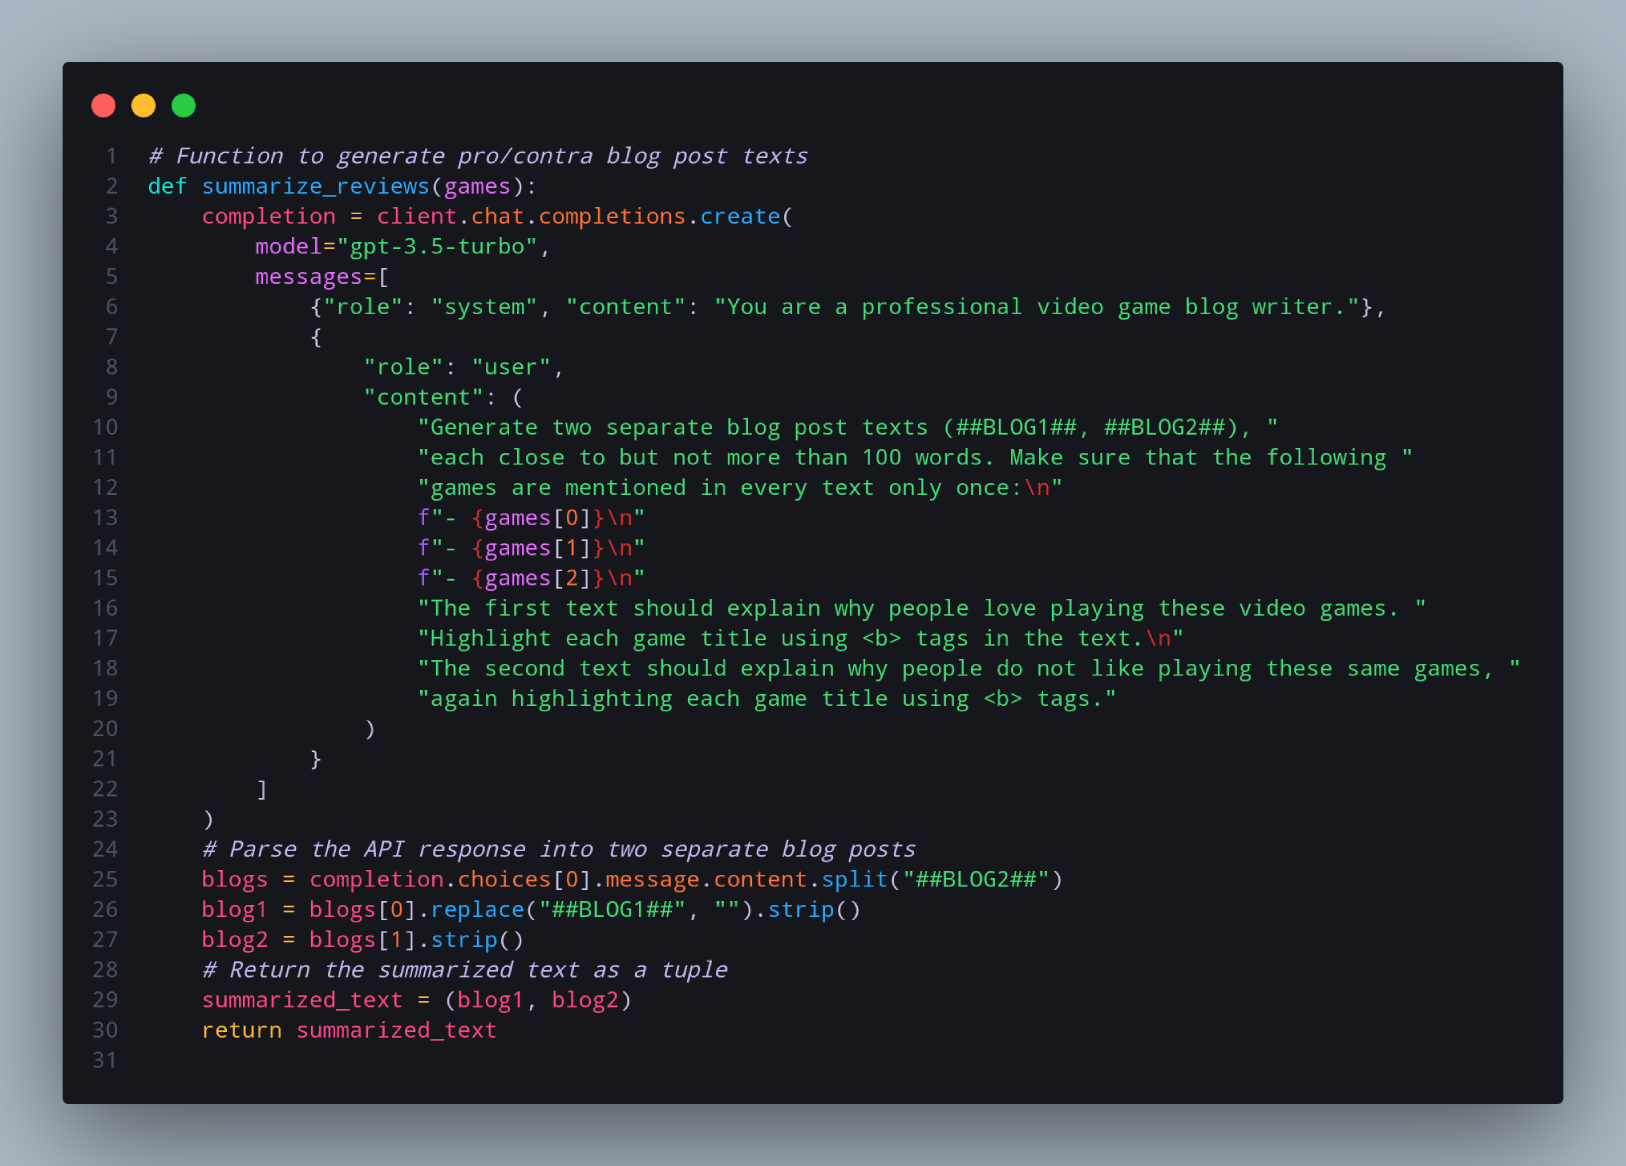 1 # Function to generate pro/contra blog post texts
2 def summarize_reviews(games):
3     completion = client.chat.completions.create(
4         model="gpt-3.5-turbo",
5         messages=[
6             {"role": "system", "content": "You are a professional video game blog writer."},
7             {
8                 "role": "user",
9                 "content": (
10                     "Generate two separate blog post texts (##BLOG1##, ##BLOG2##), "
11                     "each close to but not more than 100 words. Make sure that the following "
12                     "games are mentioned in every text only once:\n"
13                     f"- {games[0]}\n"
14                     f"- {games[1]}\n"
15                     f"- {games[2]}\n"
16                     "The first text should explain why people love playing these video games. "
17                     "Highlight each game title using <b> tags in the text.\n"
18                     "The second text should explain why people do not like playing these same games, "
19                     "again highlighting each game title using <b> tags."
20                 )
21             }
22         ]
23     )
24     # Parse the API response into two separate blog posts
25     blogs = completion.choices[0].message.content.split("##BLOG2##")
26     blog1 = blogs[0].replace("##BLOG1##", "").strip()
27     blog2 = blogs[1].strip()
28     # Return the summarized text as a tuple
29     summarized_text = (blog1, blog2)
30     return summarized_text
31